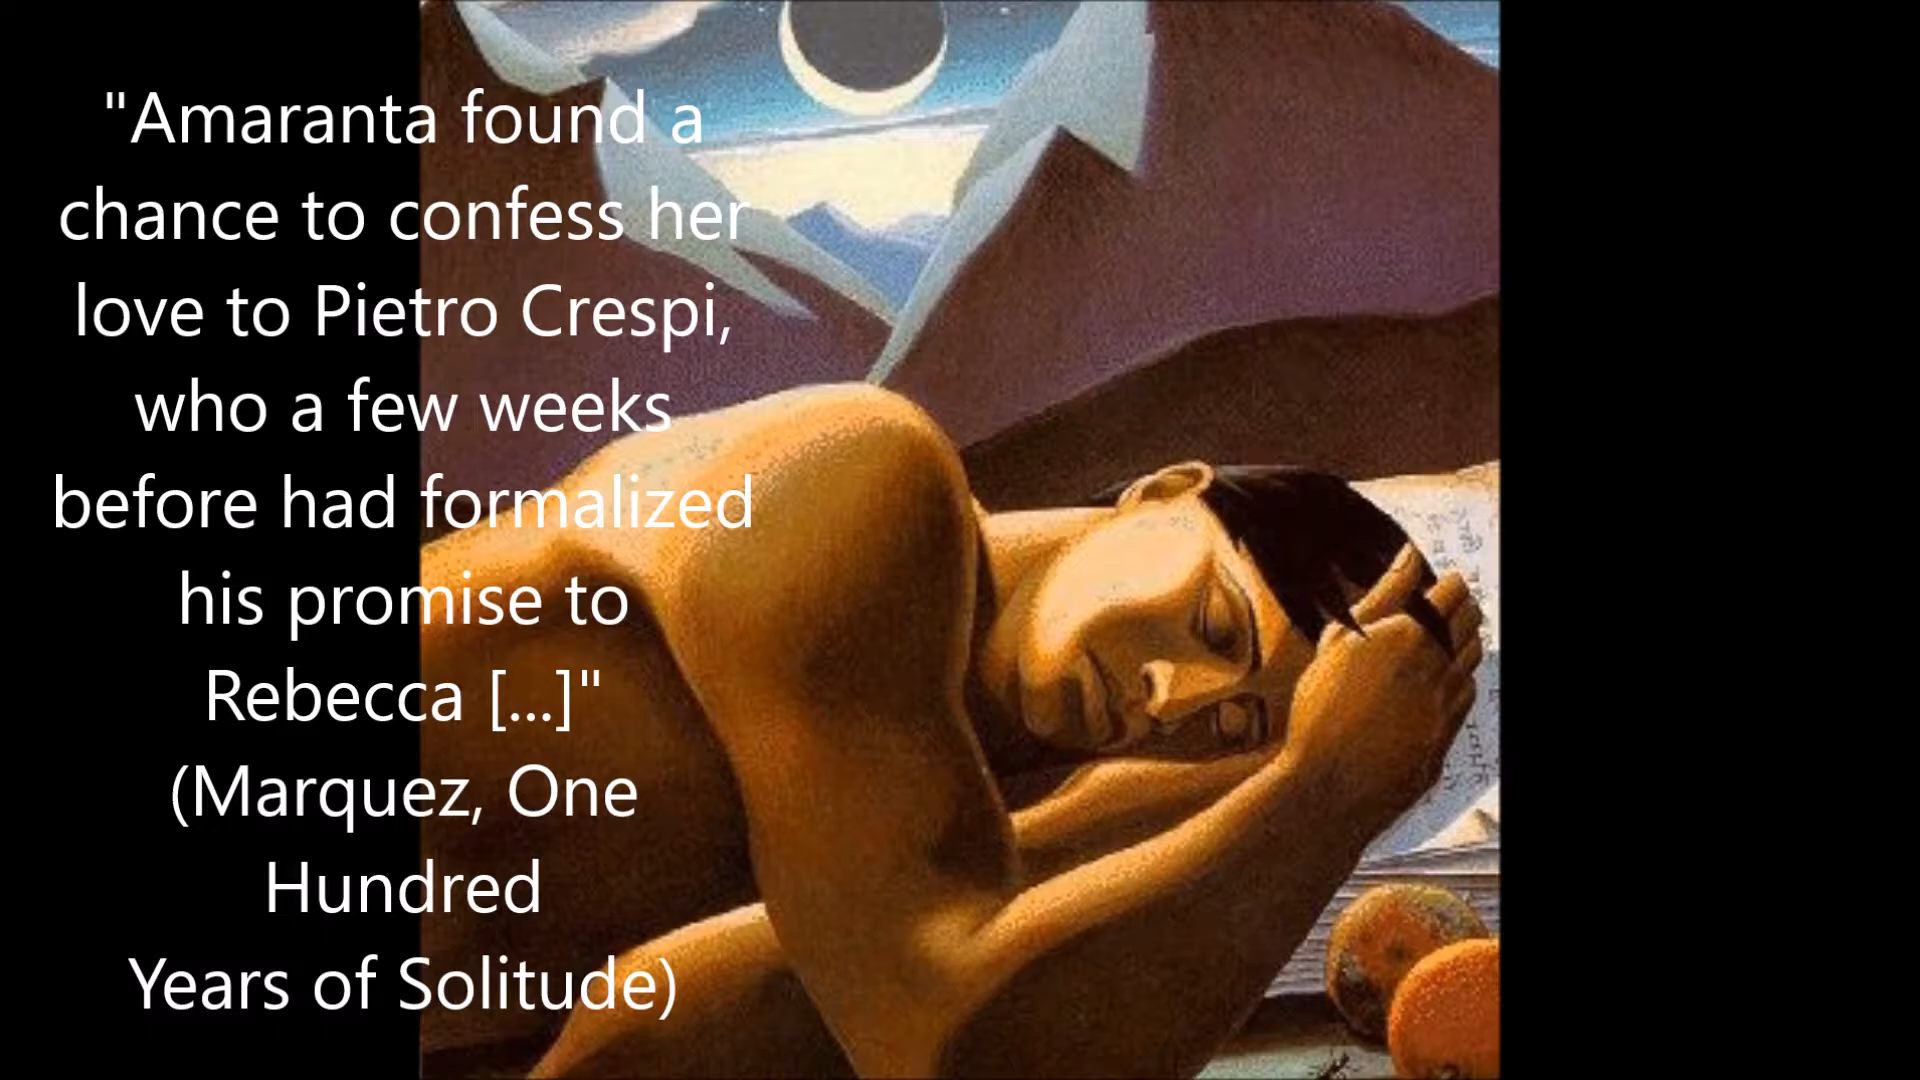 "Amaranta found a
chance to confess her
love to Pietro Crespi,
who a few weeks
before had formalized
his promise to
Rebecca [...]"
(Marquez, One
Hundred
Years of Solitude)